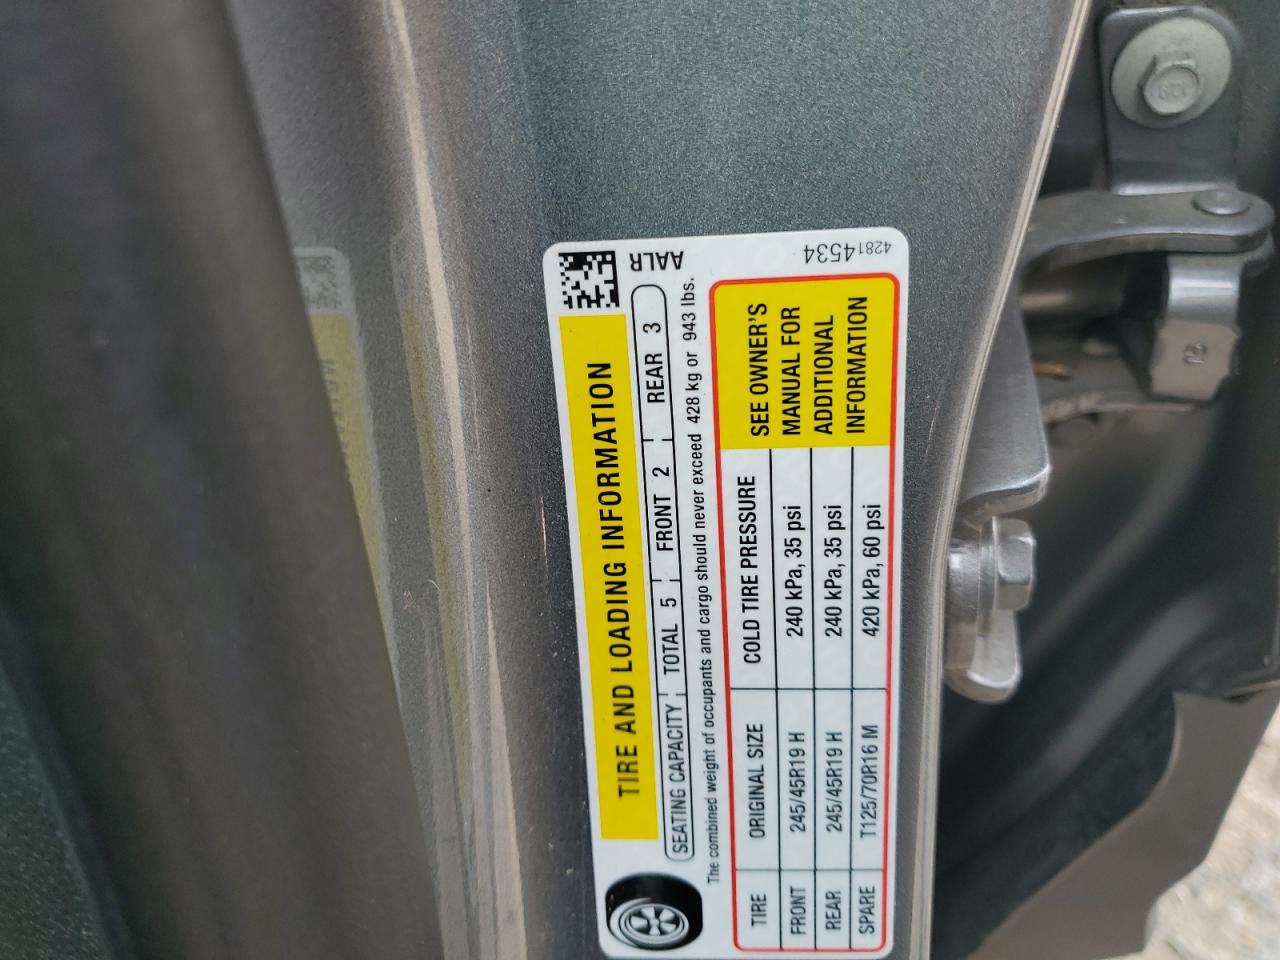 TIRE AND LOADING INFORMATION
SEATING CAPACITY TOTAL 5 FRONT 2 REAR 3
The combined weight of occupants and cargo should never exceed 428 kg or 943 lbs.
TIRE ORIGINAL SIZE COLD TIRE PRESSURE
FRONT 245/45R19 H 240 kPa, 35 psi
REAR 245/45R19 H 240 kPa, 35 psi
SPARE T125/70R16 M 420 kPa, 60 psi
SEE OWNER'S
MANUAL FOR
ADDITIONAL
INFORMATION
AALR
42814534